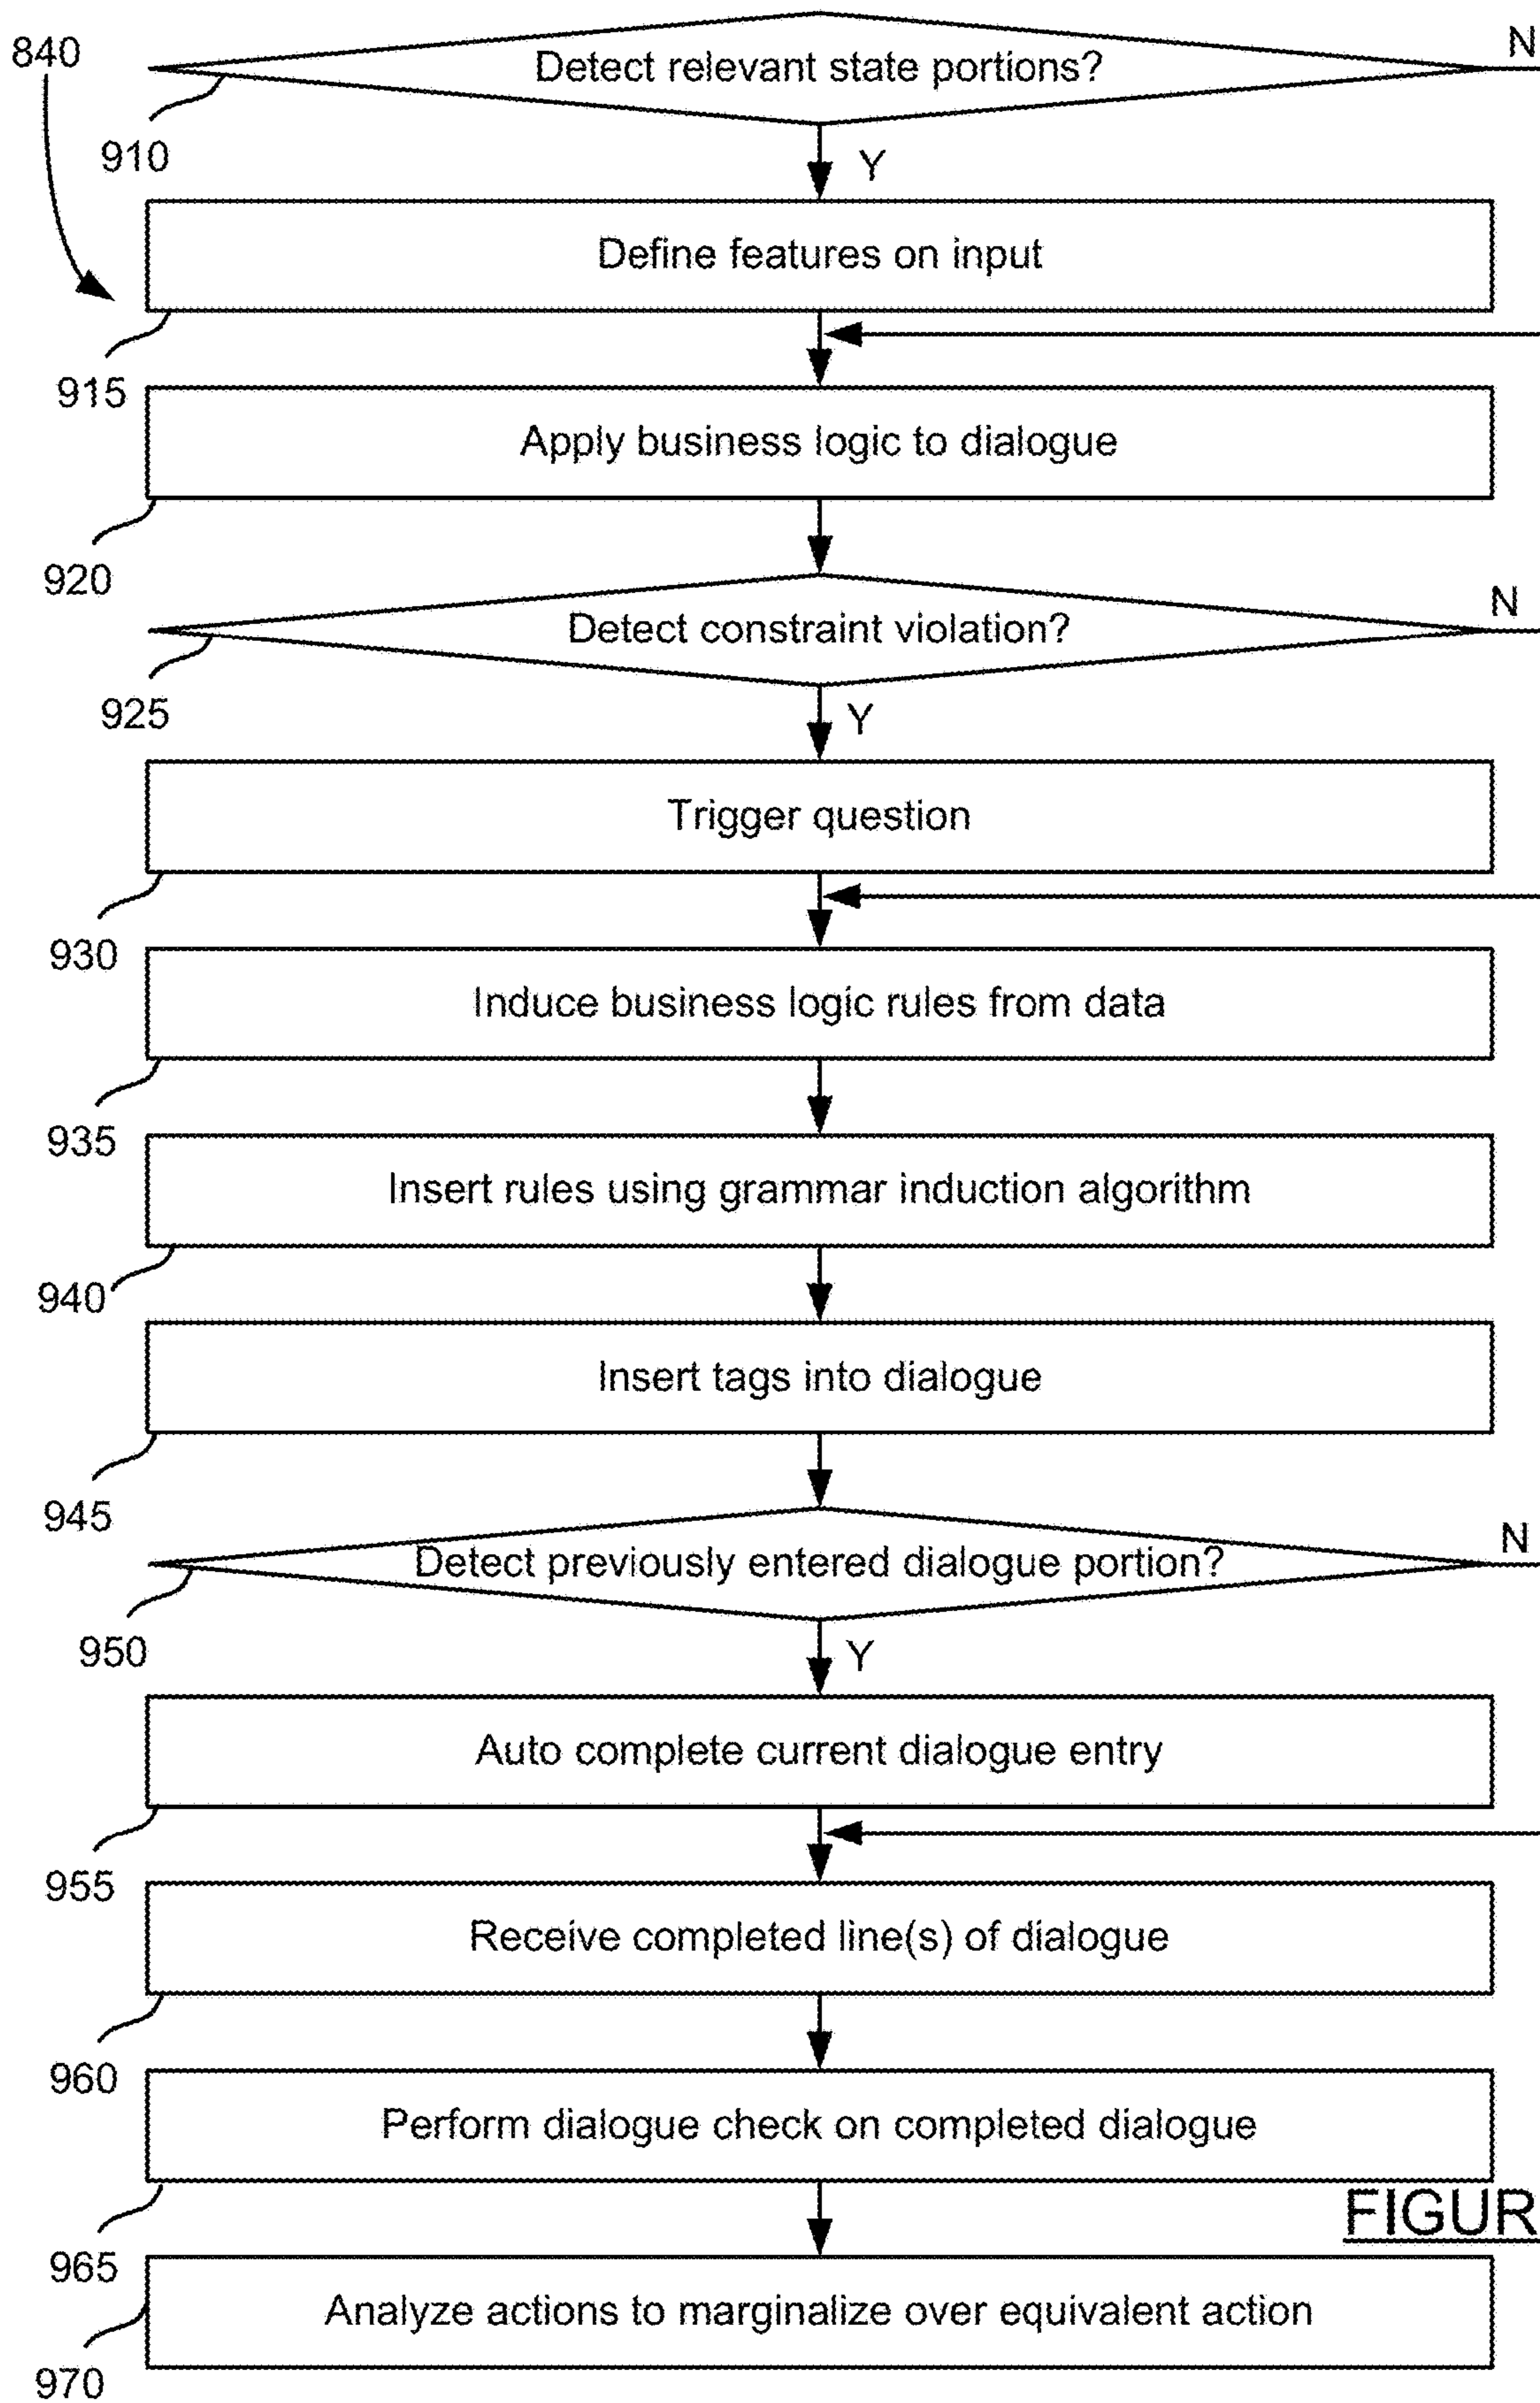 840
Detect relevant state portions?
N
910
Y
Define features on input
915
Apply business logic to dialogue
920
Detect constraint violation?
N
925
Y
Trigger question
930
Induce business logic rules from data
935
Insert rules using grammar induction algorithm
940
Insert tags into dialogue
945
Detect previously entered dialogue portion?
N
950
Y
Auto complete current dialogue entry
955
Receive completed line(s) of dialogue
960
Perform dialogue check on completed dialogue
FIGUR
965
Analyze actions to marginalize over equivalent action
970